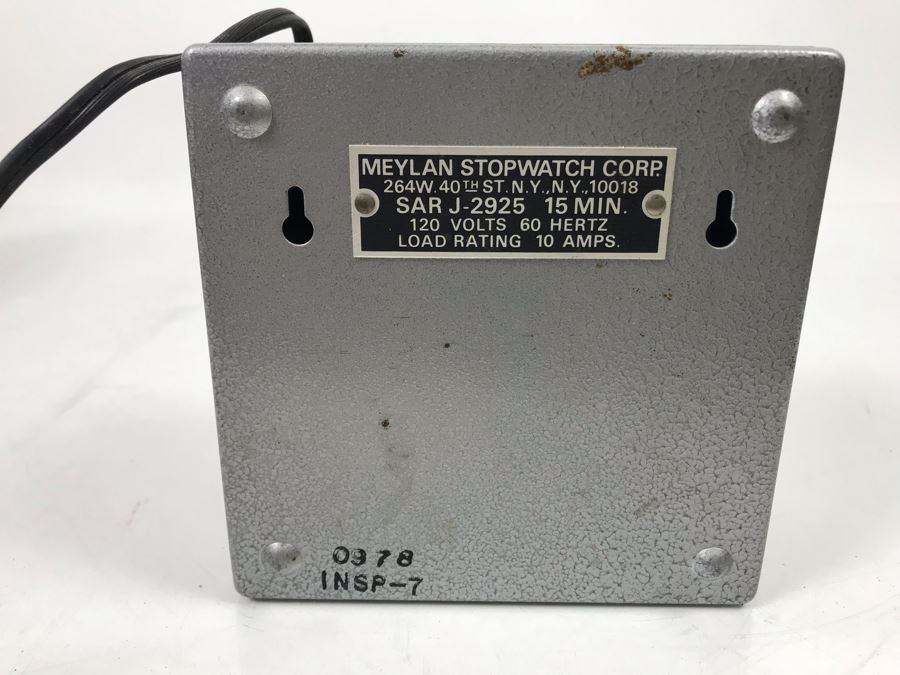 MEYLAN STOPWATCH CORP.
264W. 40TH ST. N.Y., N.Y., 10018
SAR J-2925 15 MIN.
120 VOLTS 60 HERTZ
LOAD RATING 10 AMPS.
0978
INSP-7